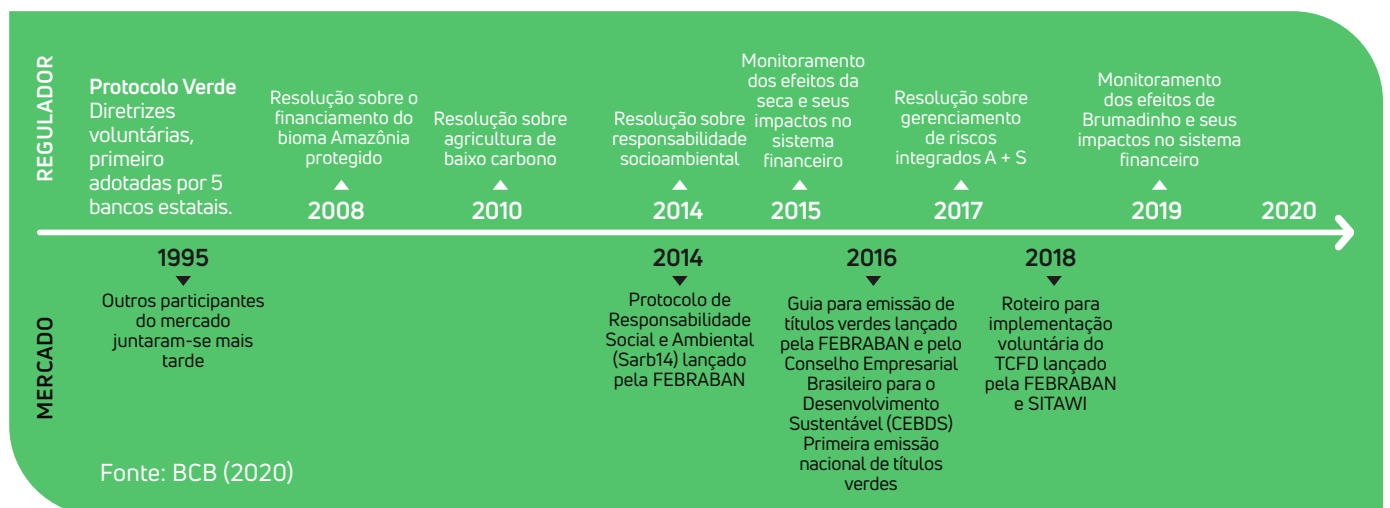 REGULADOR
Protocolo Verde
Diretrizes
voluntárias,
primeiro
adotadas por 5
bancos estatais.
Resolução sobre o
financiamento do
bioma Amazônia
protegido
2008
Resolução sobre
agricultura de
baixo carbono
2010
Resolução sobre
responsabilidade
socioambiental
2014
Monitoramento
dos efeitos da
seca e seus
impactos no
sistema
financeiro
2015
Resolução sobre
gerenciamento
de riscos
integrados A + S
2017
Monitoramento
dos efeitos de
Brumadinho e seus
impactos no sistema
financeiro
2019
2020
MERCADO
1995
Outros participantes
do mercado
juntaram-se mais
tarde
2014
Protocolo de
Responsabilidade
Social e Ambiental
(Sarb14) lançado
pela FEBRABAN
2016
Guia para emissão de
títulos verdes lançado
pela FEBRABAN e pelo
Conselho Empresarial
Brasileiro para o
Desenvolvimento
Sustentável (CEBDS)
Primeira emissão
nacional de títulos
verdes
2018
Roteiro para
implementação
voluntária do
TCFD lançado
pela FEBRABAN
e SITAWI
Fonte: BCB (2020)